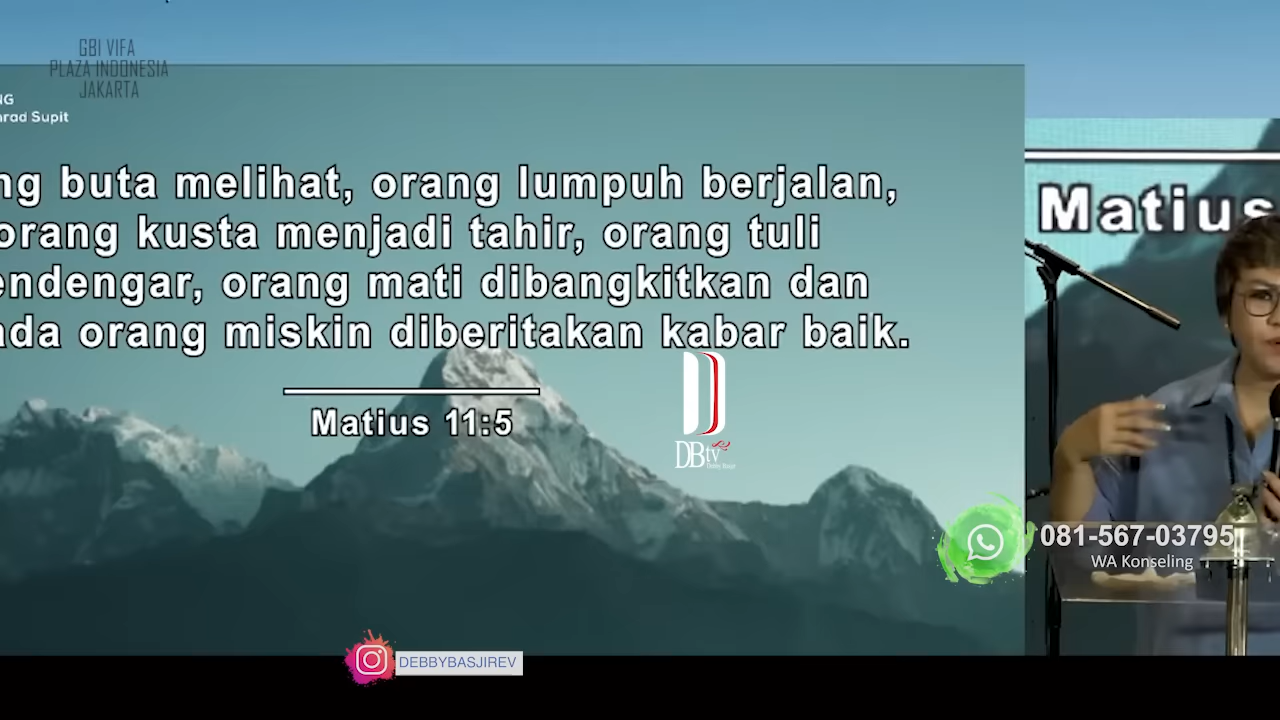 GBI VIFA
PLAZA INDONESIA
JAKARTA
NG
rad Supit
ng buta melihat, orang lumpuh berjalan,
orang kusta menjadi tahir, orang tuli
endengar, orang mati dibangkitkan dan
ada orang miskin diberitakan kabar baik.
Matius 11:5
Matius
DBtv
081-567-03795
WA Konseling
DEBBYBASJIREV